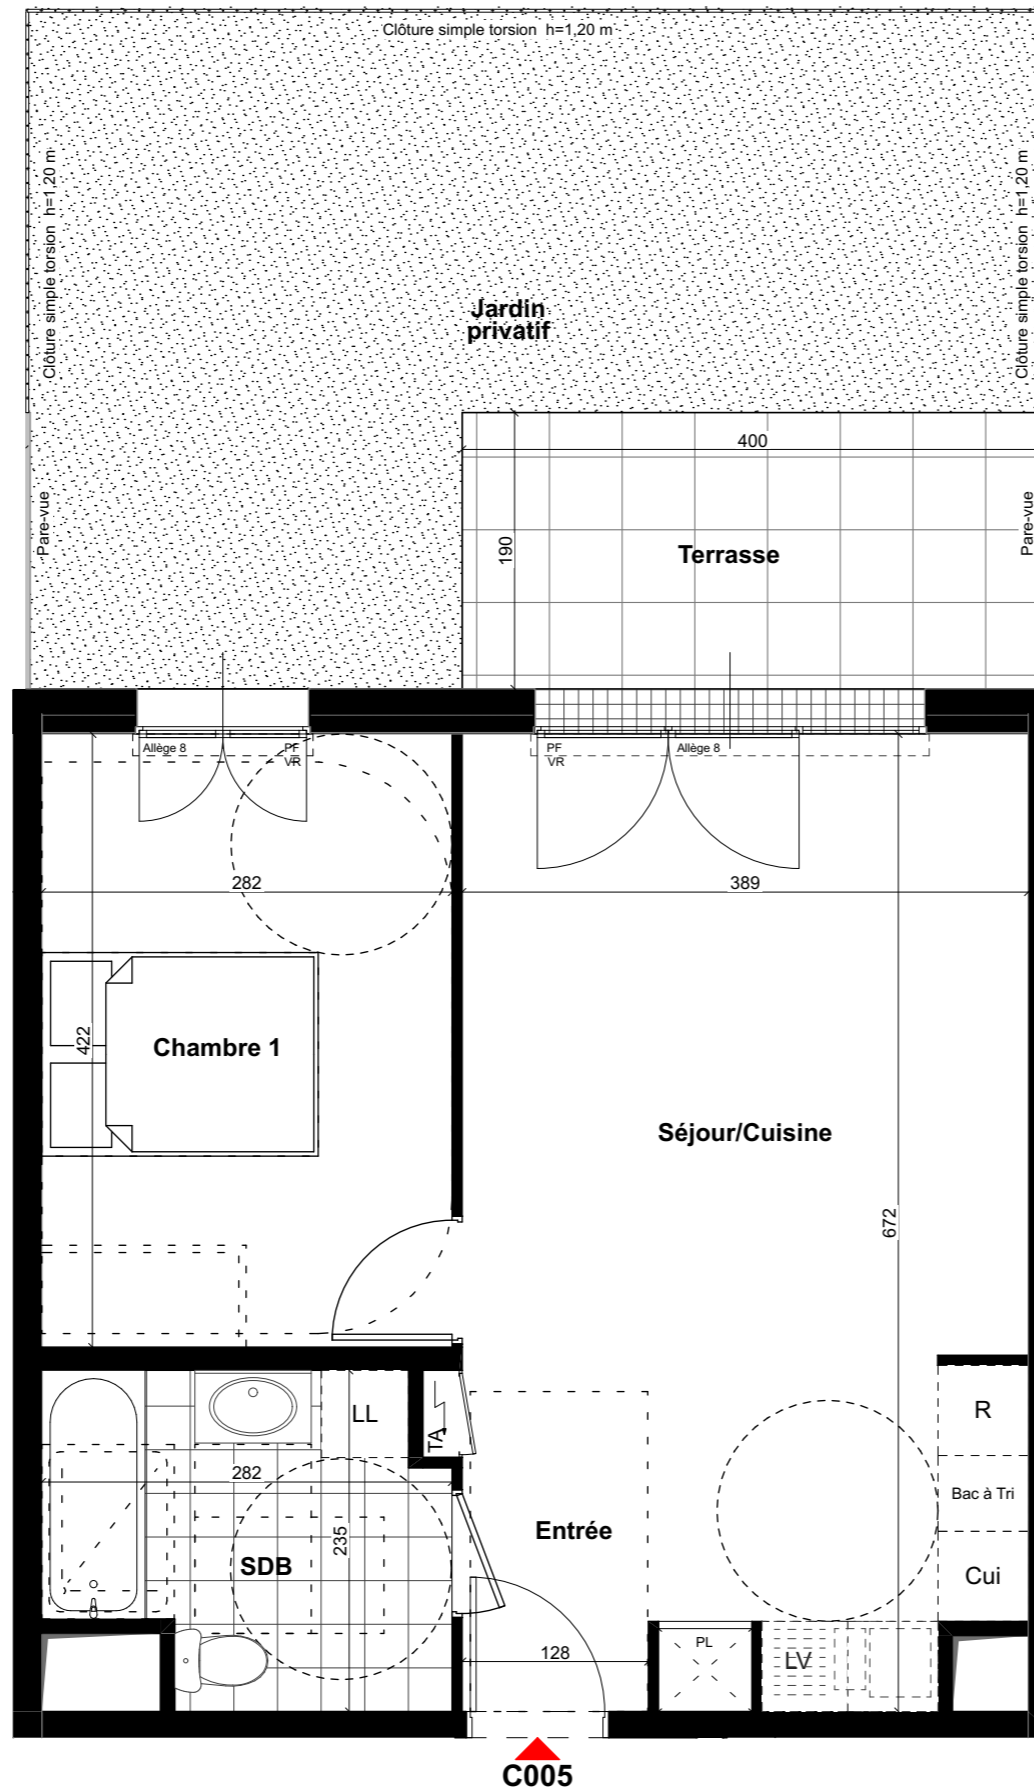 Clôture simple torsion h=1,20 m
Clôture simple torsion h=1,20 m
Clôture simple torsion h=1,20 m
Jardin
privatif
400
190
Terrasse
Pare-vue
Pare-vue
Allège 8
PF
VR
PF
VR
Allège 8
282
389
422
Chambre 1
Séjour/Cuisine
672
LL
TA
R
Bac à Tri
Cui
282
235
SDB
Entrée
128
PL
LV
C005